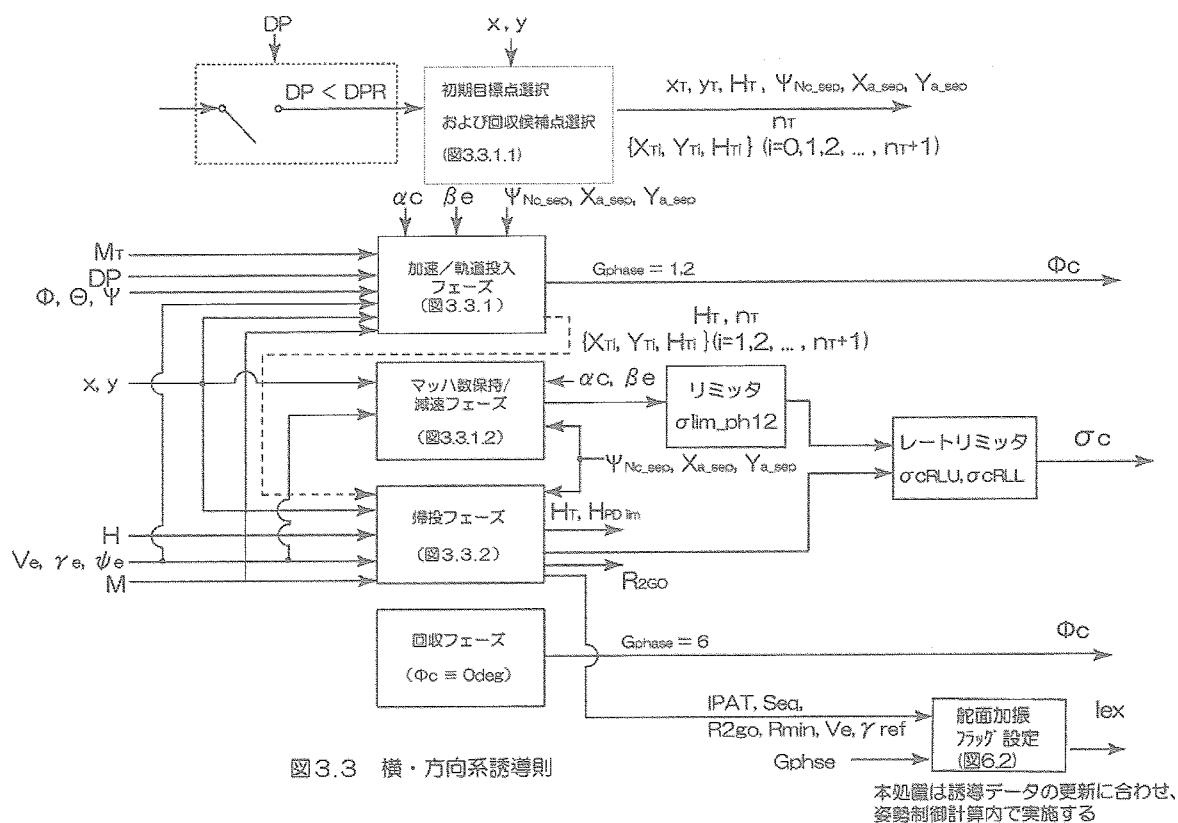 DP
x, y
DP < DPR
初期目標点選択
および回収候補点選択
(図3.3.1.1)
xT, yT, HT, ΨNc_sep, Xa_sep, Ya_sep
nT
{XTi, YTi, HTi} (i=0,1,2, ... , nT+1)
αc βe ΨNc_sep, Xa_sep, Ya_sep
MT
DP
Φ, Θ, Ψ
加速/軌道投入
フェーズ
(図3.3.1)
Gphase = 1,2
Φc
HT, nT
{XTi, YTi, HTi }(i=1,2, ... , nT+1)
x, y
マッハ数保持/
減速フェーズ
(図3.3.1.2)
αc, βe
リミッタ
σlim_ph12
レートリミッタ
σcRLU,σcRLL
σc
ΨNc_sep, Xa_sep, Ya_sep
H
Ve, γe, ψe
M
帰投フェーズ
(図3.3.2)
HT, HPD lim
R2GO
回収フェーズ
(Φc ≡ 0deg)
Gphase = 6
Φc
IPAT, Seq,
R2go, Rmin, Ve, γ ref
Gphse
舵面加振
フラグ 設定
(図6.2)
Iex
図3.3 横・方向系誘導則
本処置は誘導データの更新に合わせ、
姿勢制御計算内で実施する